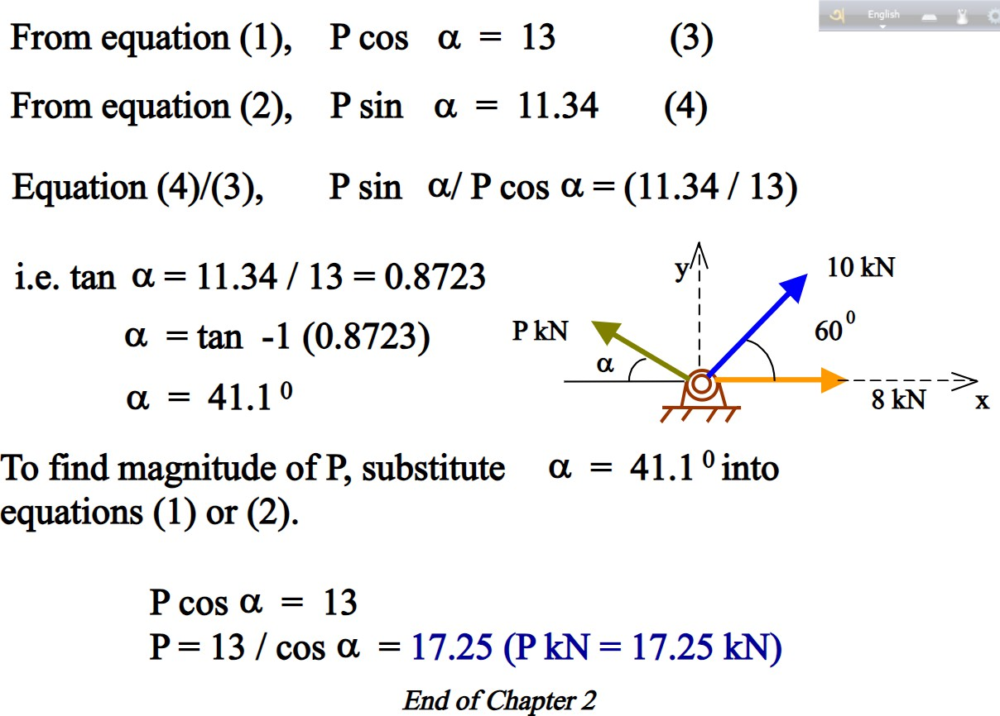 অ English
From equation (1), P cos α = 13 (3)
From equation (2), P sin α = 11.34 (4)
Equation (4)/(3), P sin α/ P cos α = (11.34 / 13)
i.e. tan α = 11.34 / 13 = 0.8723
α = tan -1 (0.8723)
α = 41.1 0
y
10 kN
P kN
60 0
α
8 kN
x
To find magnitude of P, substitute α = 41.1 0 into
equations (1) or (2).
P cos α = 13
P = 13 / cos α = 17.25 (P kN = 17.25 kN)
End of Chapter 2